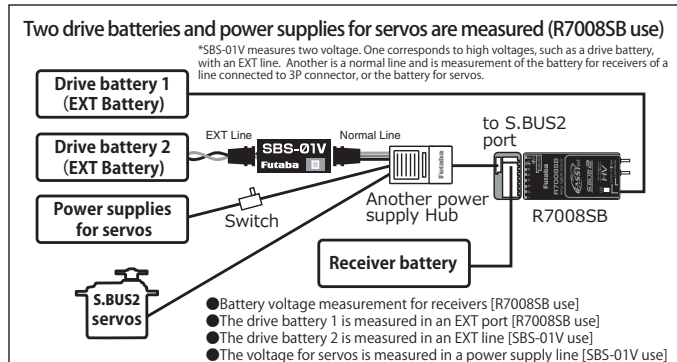 Two drive batteries and power supplies for servos are measured (R7008SB use)
*SBS-01V measures two voltage. One corresponds to high voltages, such as a drive battery,
with an EXT line. Another is a normal line and is measurement of the battery for receivers of a
line connected to 3P connector, or the battery for servos.
Drive battery 1
(EXT Battery)
Drive battery 2
(EXT Battery)
EXT Line
SBS-01V
Futaba
Normal Line
to S.BUS2
port
Futaba
Futaba
R7008SB
FASSTest
S.BUS2
HV
R7008SB
Another power
supply Hub
Power supplies
for servos
Switch
Receiver battery
S.BUS2
servos
●Battery voltage measurement for receivers [R7008SB use]
●The drive battery 1 is measured in an EXT port [R7008SB use]
●The drive battery 2 is measured in an EXT line [SBS-01V use]
●The voltage for servos is measured in a power supply line [SBS-01V use]